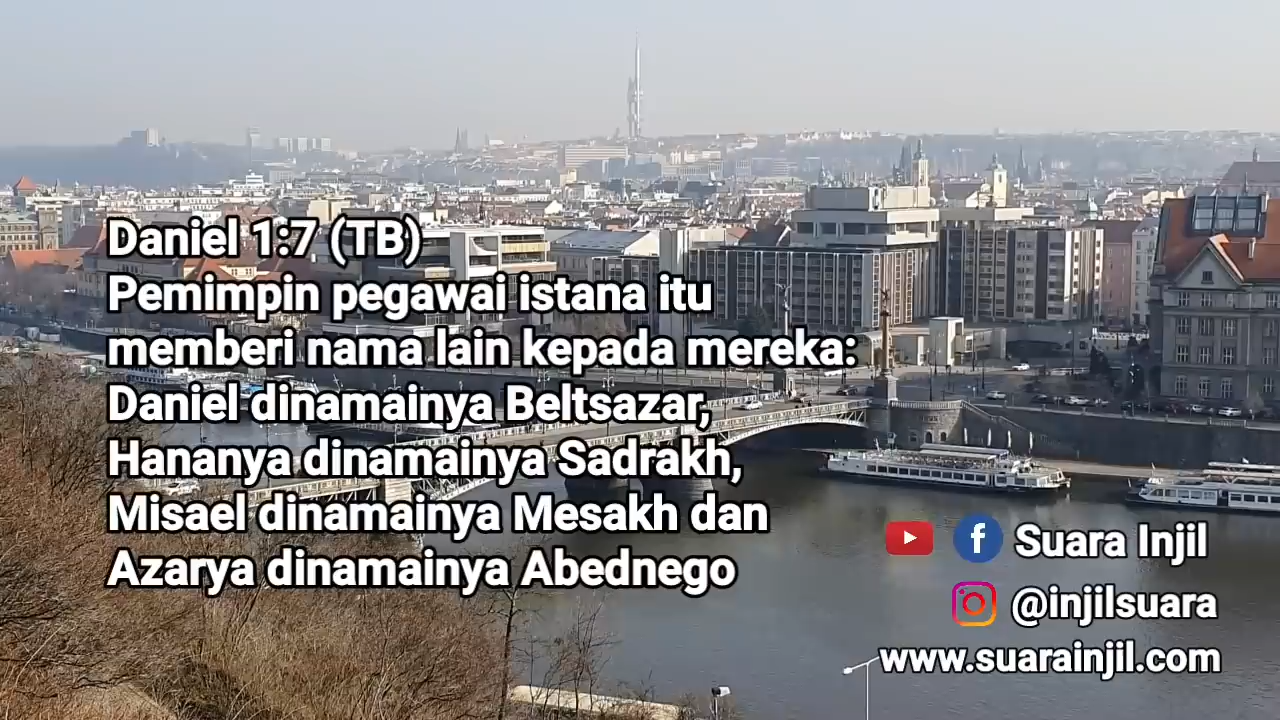 Daniel 1:7 (TB)
Pemimpin pegawai istana itu
memberi nama lain kepada mereka:
Daniel dinamainya Beltsazar,
Hananya dinamainya Sadrakh,
Misael dinamainya Mesakh dan
Azarya dinamainya Abednego
Suara Injil
@injilsuara
www.suarainjil.com